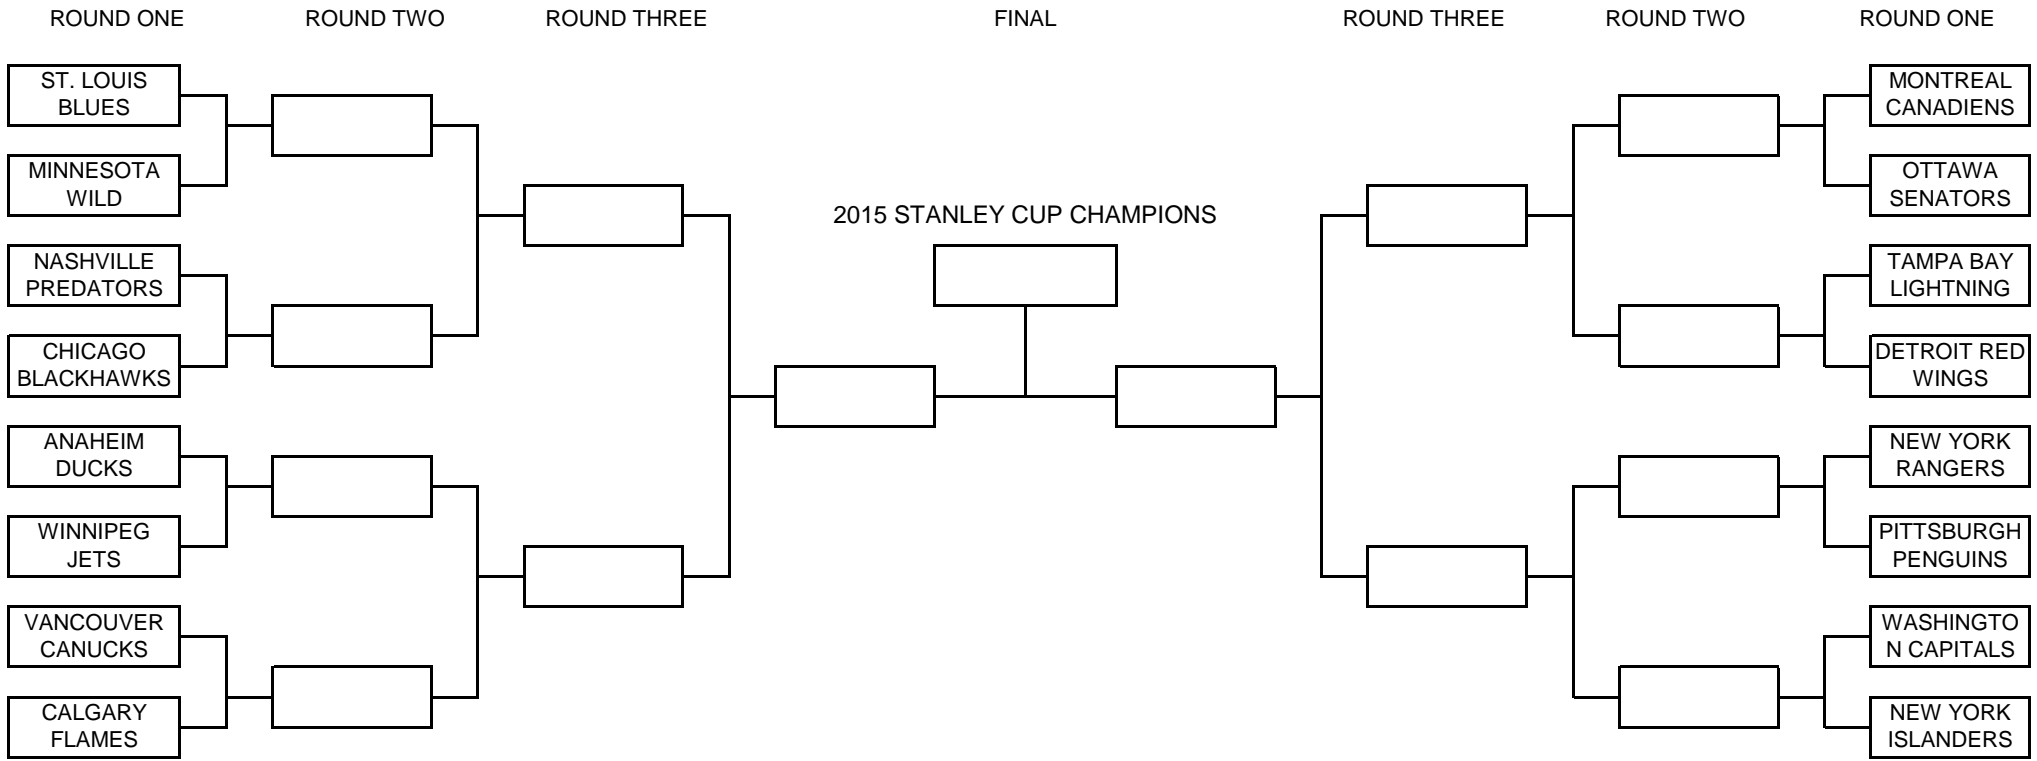 ROUND ONE
ROUND TWO
ROUND THREE
FINAL
ROUND THREE
ROUND TWO
ROUND ONE
ST. LOUIS
BLUES
MINNESOTA
WILD
NASHVILLE
PREDATORS
CHICAGO
BLACKHAWKS
ANAHEIM
DUCKS
WINNIPEG
JETS
VANCOUVER
CANUCKS
CALGARY
FLAMES
2015 STANLEY CUP CHAMPIONS
MONTREAL
CANADIENS
OTTAWA
SENATORS
TAMPA BAY
LIGHTNING
DETROIT RED
WINGS
NEW YORK
RANGERS
PITTSBURGH
PENGUINS
WASHINGTO
N CAPITALS
NEW YORK
ISLANDERS